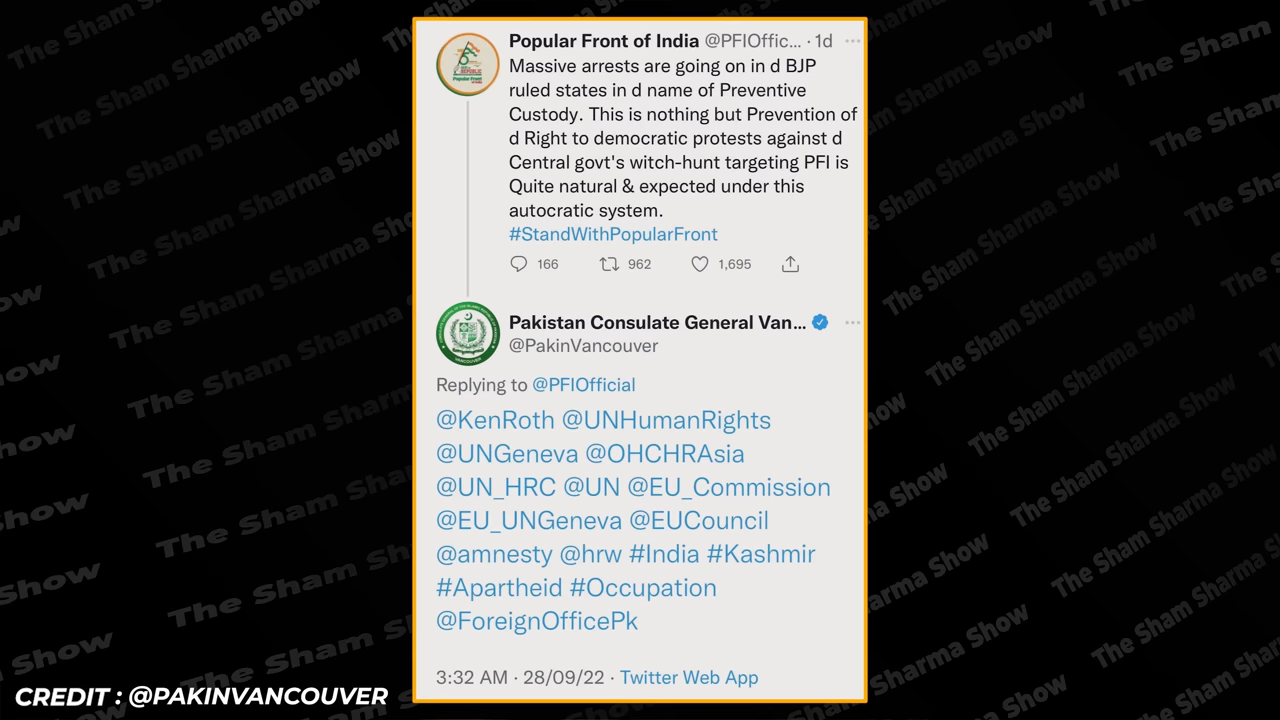 Popular Front of India @PFIOffic... · 1d
Massive arrests are going on in d BJP
ruled states in d name of Preventive
Custody. This is nothing but Prevention of
d Right to democratic protests against d
Central govt's witch-hunt targeting PFI is
Quite natural & expected under this
autocratic system.
#StandWithPopularFront
166 962 1,695
Pakistan Consulate General Van...
@PakinVancouver
Replying to @PFIOfficial
@KenRoth @UNHumanRights
@UNGeneva @OHCHRAsia
@UN_HRC @UN @EU_Commission
@EU_UNGeneva @EUCouncil
@amnesty @hrw #India #Kashmir
#Apartheid #Occupation
@ForeignOfficePk
3:32 AM · 28/09/22 · Twitter Web App
CREDIT : @PAKINVANCOUVER
The Sham Sharma Show